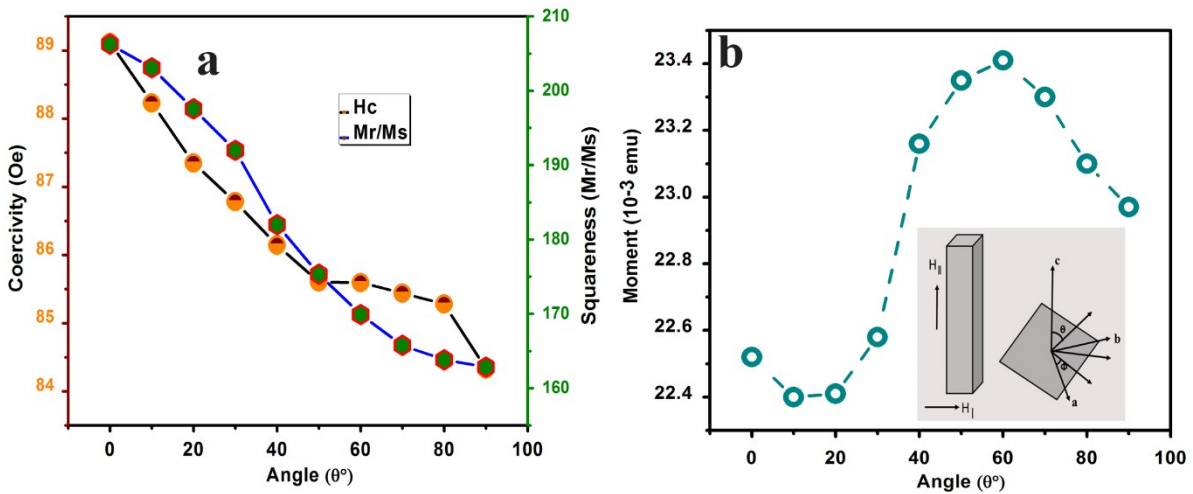 a
Hc
Mr/Ms
Coercivity (Oe)
89
88
87
86
85
84
210
200
190
180
170
160
Squareness (Mr/Ms)
0 20 40 60 80 100
Angle (θ°)
b
Moment (10⁻³ emu)
23.4
23.2
23.0
22.8
22.6
22.4
22.3
0 20 40 60 80 100
Angle (θ°)
H||
H|
c
θ
b
Φ
a